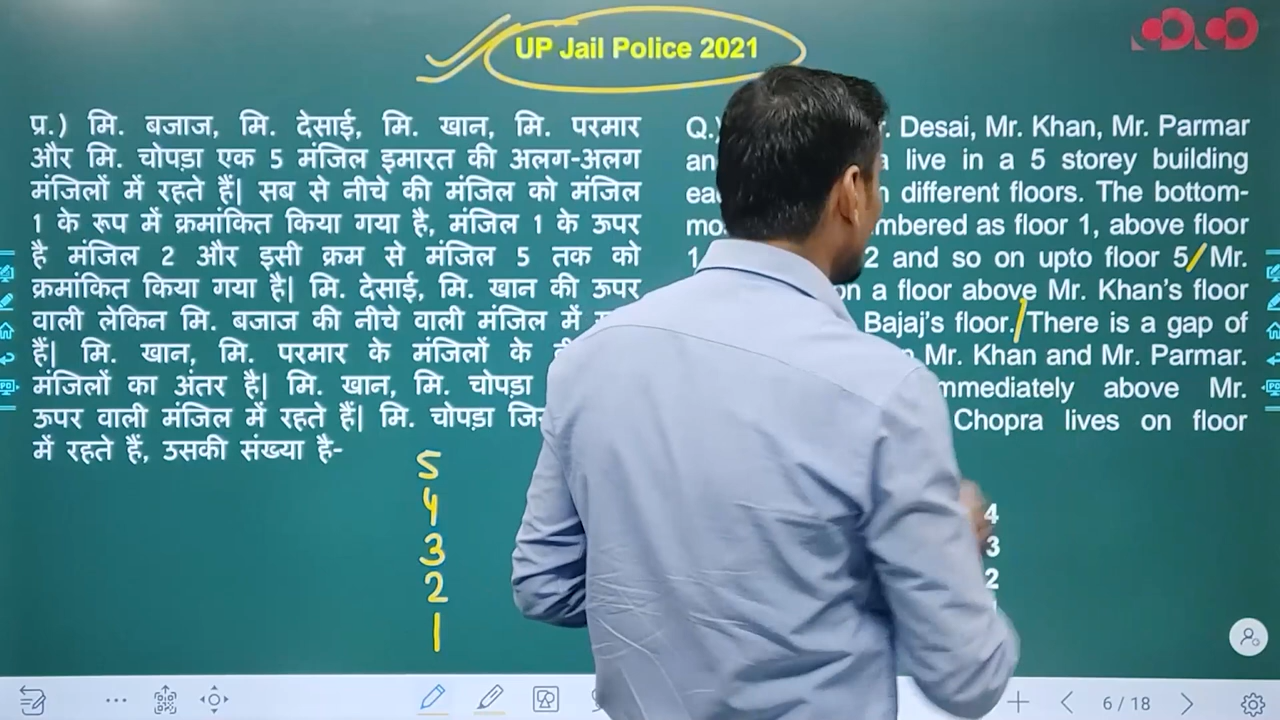 UP Jail Police 2021
प्र.) मि. बजाज, मि. देसाई, मि. खान, मि. परमार
और मि. चोपड़ा एक 5 मंजिल इमारत की अलग-अलग
मंजिलों में रहते हैं| सब से नीचे की मंजिल को मंजिल
1 के रूप में क्रमांकित किया गया है, मंजिल 1 के ऊपर
है मंजिल 2 और इसी क्रम से मंजिल 5 तक को
क्रमांकित किया गया है| मि. देसाई, मि. खान की ऊपर
वाली लेकिन मि. बजाज की नीचे वाली मंजिल में
हैं| मि. खान, मि. परमार के मंजिलों के
मंजिलों का अंतर है| मि. खान, मि. चोपड़ा
ऊपर वाली मंजिल में रहते हैं| मि. चोपड़ा
में रहते हैं, उसकी संख्या है-
Q.) Desai, Mr. Khan, Mr. Parmar
live in a 5 storey building
different floors. The bottom-
floor 1, above floor
1, 2 and so on upto floor 5 Mr.
on a floor above Mr. Khan's floor
Bajaj's floor. There is a gap of
Mr. Khan and Mr. Parmar.
above Mr.
Chopra lives on floor
5
4
3
2
1
4
3
2
6 / 18